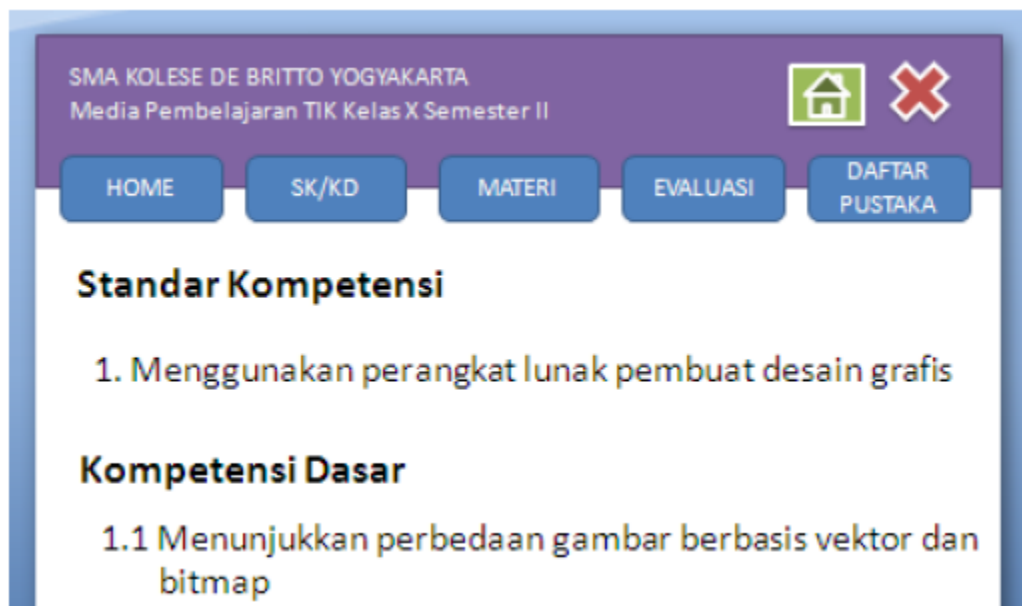 SMA KOLESE DE BRITTO YOGYAKARTA
Media Pembelajaran TIK Kelas X Semester II
HOME
SK/KD
MATERI
EVALUASI
DAFTAR
PUSTAKA
Standar Kompetensi
1. Menggunakan perangkat lunak pembuat desain grafis
Kompetensi Dasar
1.1 Menunjukkan perbedaan gambar berbasis vektor dan
bitmap